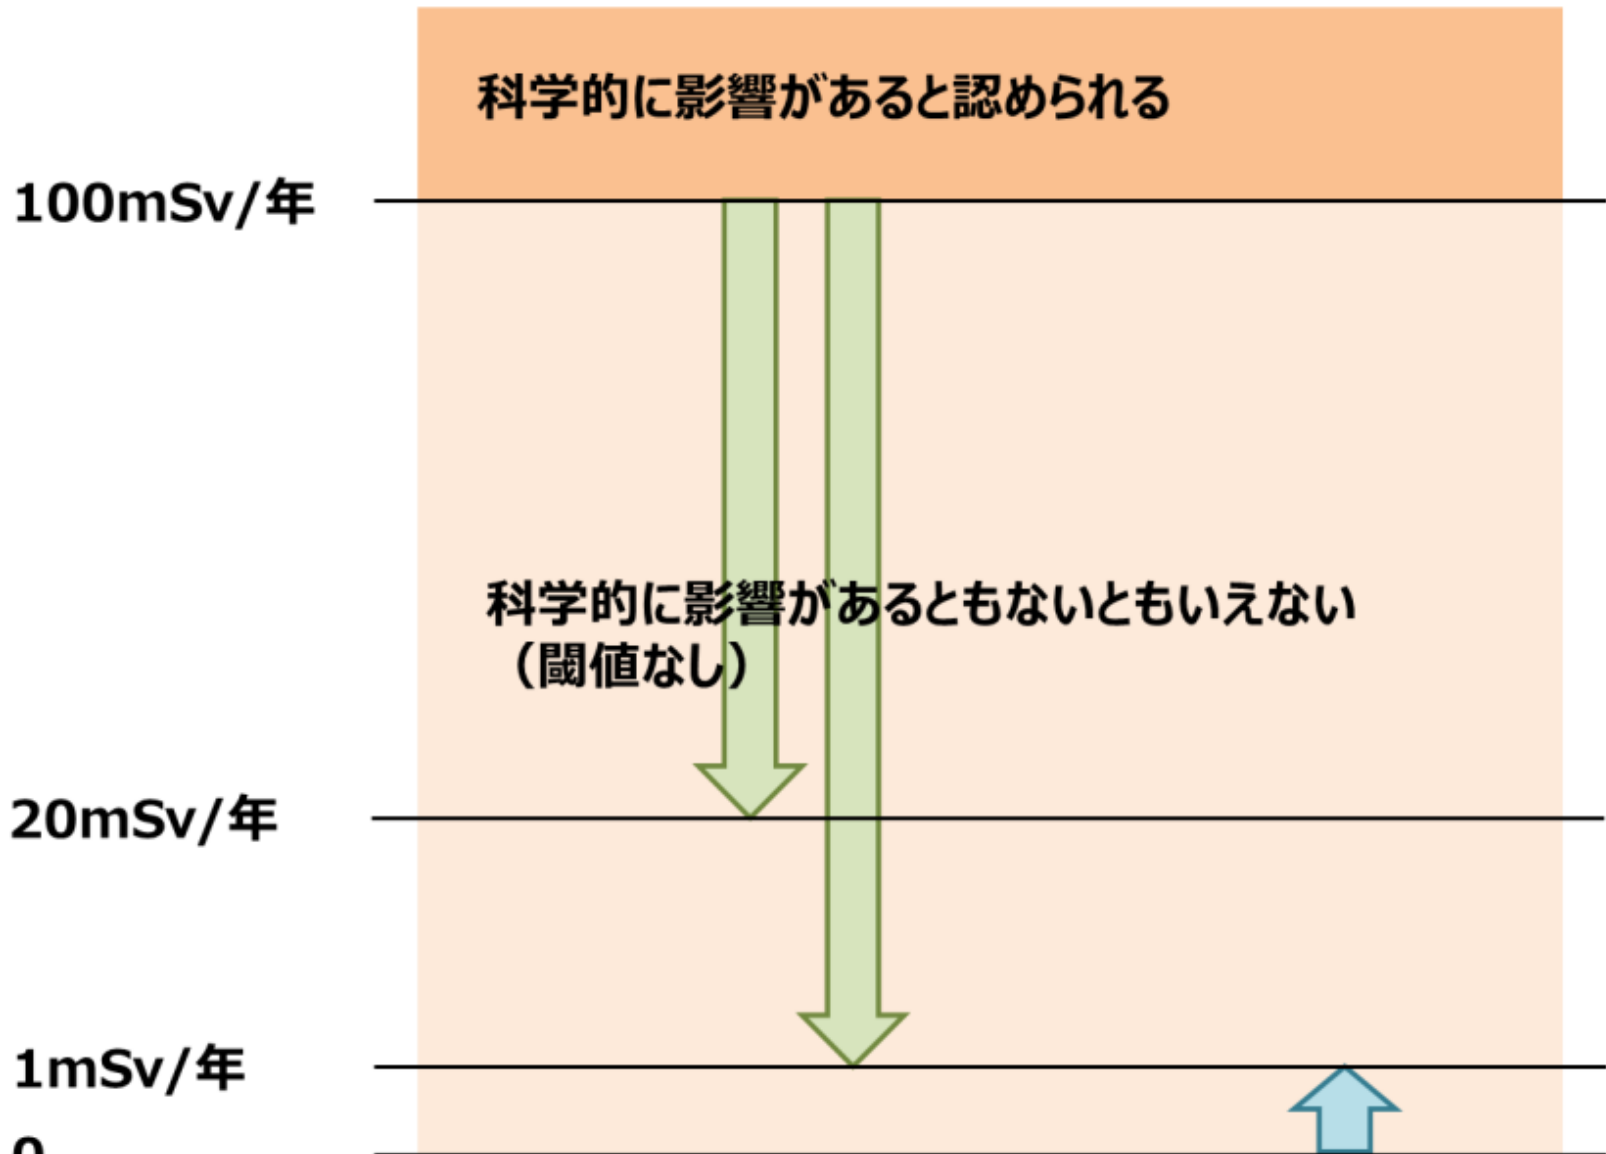 科学的に影響があると認められる
100mSv/年
科学的に影響があるともないともいえない
（閾値なし）
20mSv/年
1mSv/年
0